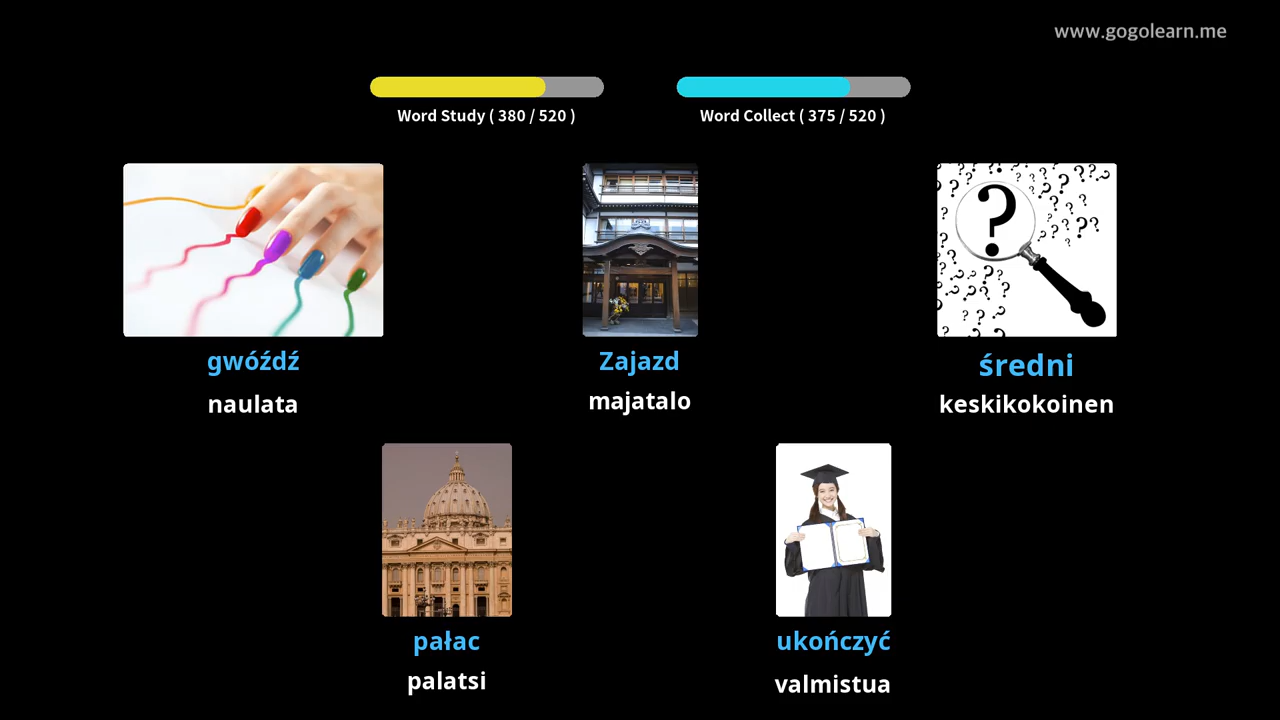 www.gogolearn.me
Word Study ( 380 / 520 )
Word Collect ( 375 / 520 )
gwóźdź
naulata
Zajazd
majatalo
średni
keskikokoinen
pałac
palatsi
ukończyć
valmistua